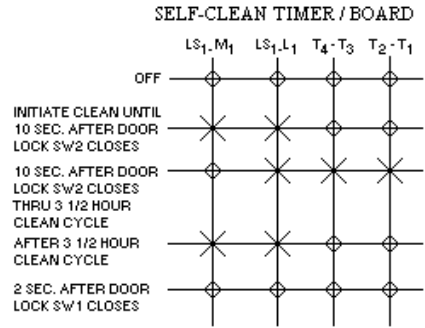 SELF-CLEAN TIMER / BOARD
LS1-M1 LS1-L1 T4-T3 T2-T1
OFF
INITIATE CLEAN UNTIL
10 SEC. AFTER DOOR
LOCK SW2 CLOSES
10 SEC. AFTER DOOR
LOCK SW2 CLOSES
THRU 3 1/2 HOUR
CLEAN CYCLE
AFTER 3 1/2 HOUR
CLEAN CYCLE
2 SEC. AFTER DOOR
LOCK SW1 CLOSES